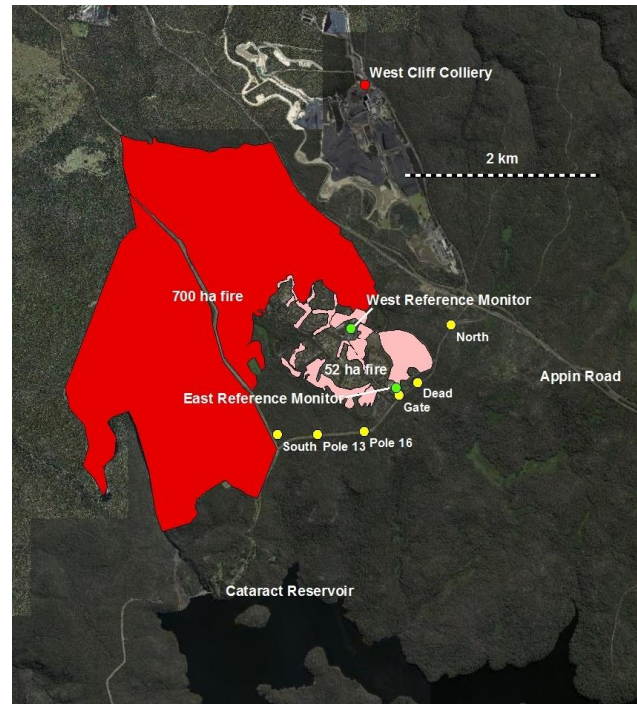 West Cliff Colliery
2 km
700 ha fire
West Reference Monitor
North
52 ha fire
Appin Road
Dead
East Reference Monitor
Gate
South
Pole 13
Pole 16
Cataract Reservoir